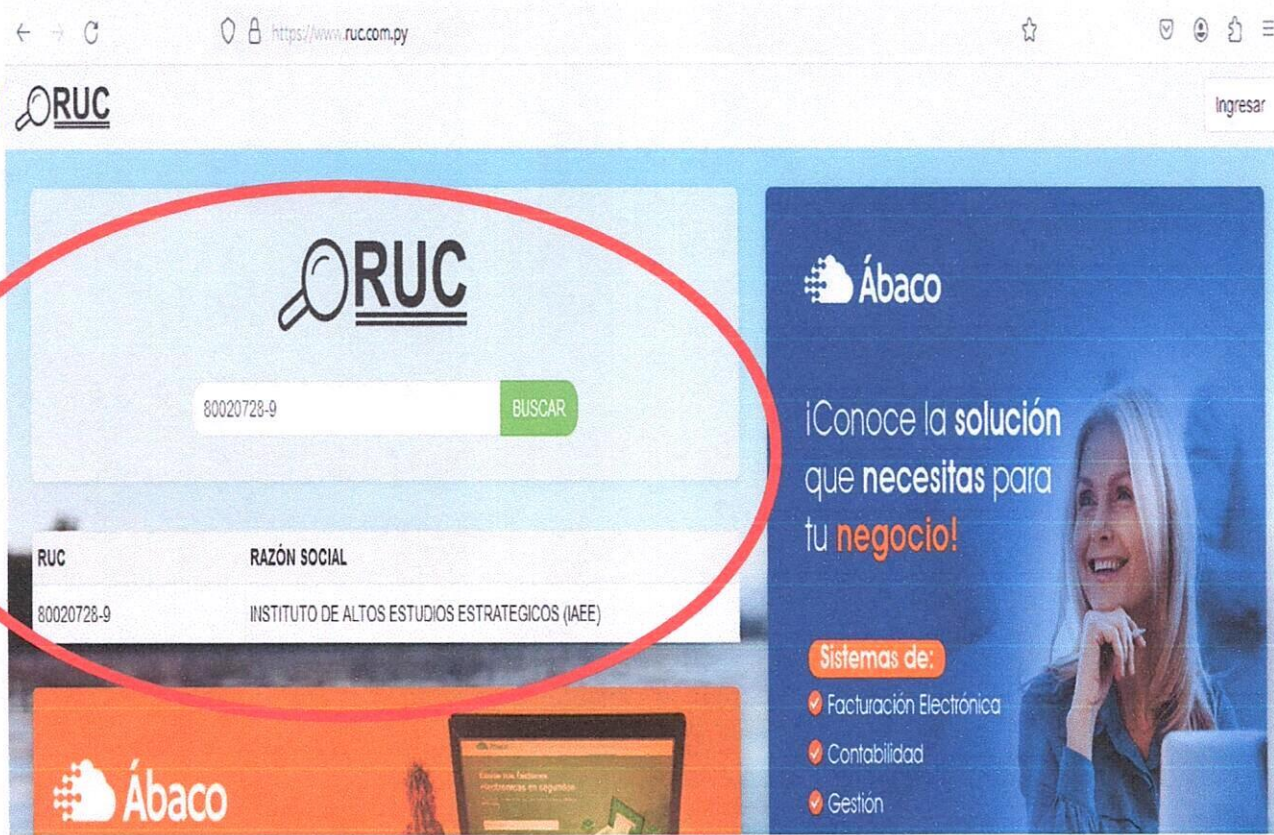 https://www.ruc.com.py
RUC
Ingresar
RUC
80020728-9
BUSCAR
RUC RAZÓN SOCIAL
80020728-9 INSTITUTO DE ALTOS ESTUDIOS ESTRATEGICOS (IAEE)
Ábaco
Ábaco
¡Conoce la solución
que necesitas para
tu negocio!
Sistemas de:
Facturación Electrónica
Contabilidad
Gestión